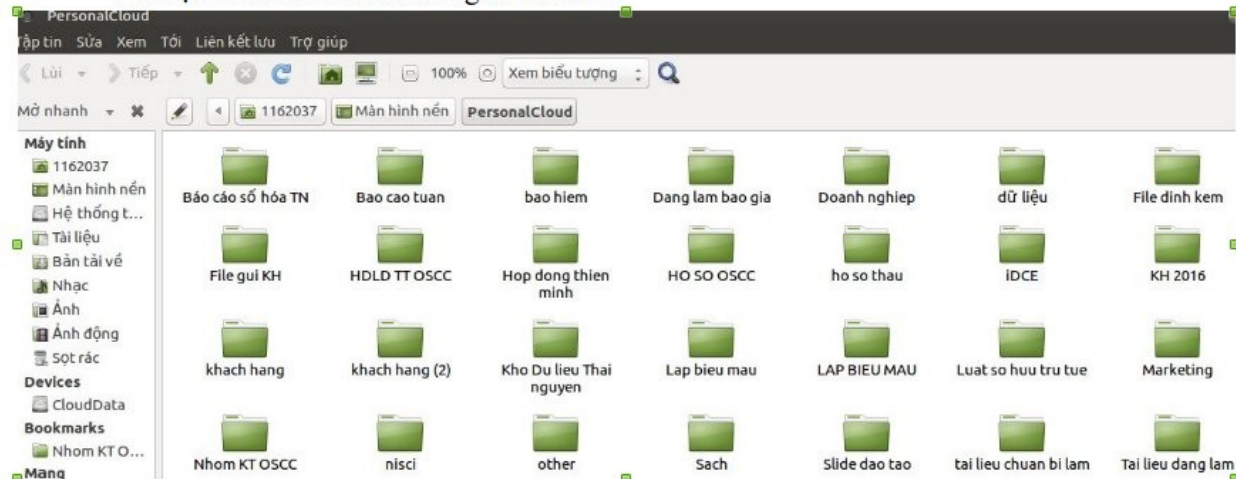 PersonalCloud
Tập tin Sửa Xem Tới Liên kết lưu Trợ giúp
Lùi Tiếp 100% Xem biểu tượng
Mở nhanh 1162037 Màn hình nền PersonalCloud
Máy tính
1162037
Màn hình nền
Hệ thống t...
Tài liệu
Bản tải về
Nhạc
Ảnh
Ảnh động
Sọt rác
Devices
CloudData
Bookmarks
Nhom KT O...
Mạng
Báo cáo số hóa TN Bao cao tuan bao hiem Dang lam bao gia Doanh nghiep dữ liệu File dinh kem
File gui KH HDLD TT OSCC Hop dong thien HO SO OSCC ho so thau iDCE KH 2016
minh
khach hang khach hang (2) Kho Du lieu Thai Lap bieu mau LAP BIEU MAU Luat so huu tru tue Marketing
nguyen
Nhom KT OSCC nisci other Sach Slide dao tao tai lieu chuan bi lam Tai lieu dang lam